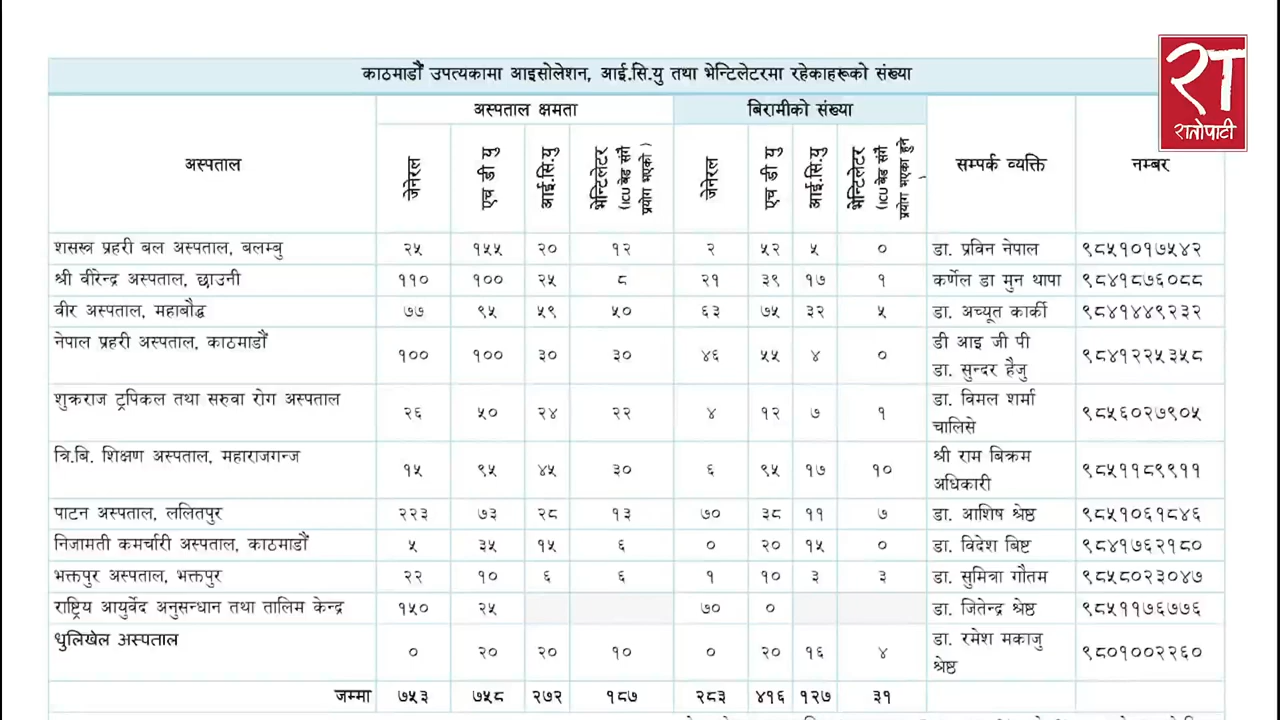 काठमाडौं उपत्यकामा आइसोलेशन, आई.सि.यु तथा भेन्टिलेटरमा रहेकाहरूको संख्या
रातोपाटी
अस्पताल अस्पताल क्षमता बिरामीको संख्या सम्पर्क व्यक्ति नम्बर
जेनेरल एच डी यु आई.सि.यु भेन्टिलेटर (ICU बेड संगै प्रयोग भएको) जेनेरल एच डी यु आई.सि.यु भेन्टिलेटर (ICU बेड संगै प्रयोग भएका हुने)
शसस्त्र प्रहरी बल अस्पताल, बलम्बु २५ १५५ २० १२ २ ५२ ५ ० डा. प्रविन नेपाल ९८५१०१७५४२
श्री वीरेन्द्र अस्पताल, छाउनी ११० १०० २५ ८ २१ ३९ १७ १ कर्णेल डा मुन थापा ९८४१८७६०८८
वीर अस्पताल, महाबौद्ध ७७ ९५ ५९ ५० ६३ ७५ ३२ ५ डा. अच्यूत कार्की ९८४१४४९२३२
नेपाल प्रहरी अस्पताल, काठमाडौं १०० १०० ३० ३० ४६ ५५ ४ ० डी आइ जी पी
डा. सुन्दर हैजु ९८४१२२५३५८
शुक्रराज ट्रपिकल तथा सरुवा रोग अस्पताल २६ ५० २४ २२ ४ १२ ७ १ डा. विमल शर्मा
चालिसे ९८५६०२७९०५
त्रि.बि. शिक्षण अस्पताल, महाराजगन्ज १५ ९५ ४५ ३० ६ ९५ १७ १० श्री राम बिक्रम
अधिकारी ९८५११८९९११
पाटन अस्पताल, ललितपुर २२३ ७३ २८ १३ ७० ३८ ११ ७ डा. आशिष श्रेष्ठ ९८५१०६१८४६
निजामती कमर्चारी अस्पताल, काठमाडौं ५ ३५ १५ ६ ० २० १५ ० डा. विदेश बिष्ट ९८४१७६२१८०
भक्तपुर अस्पताल, भक्तपुर २२ १० ६ ६ १ १० ३ ३ डा. सुमित्रा गौतम ९८५८०२३०४७
राष्ट्रिय आयुर्वेद अनुसन्धान तथा तालिम केन्द्र १५० २५ ७० ० डा. जितेन्द्र श्रेष्ठ ९८५११७६७७६
धुलिखेल अस्पताल ० २० २० १० ० २० १६ ४ डा. रमेश मकाजु
श्रेष्ठ ९८०१००२२६०
जम्मा ७५३ ७५८ २७२ १८७ २८३ ४१६ १२७ ३१